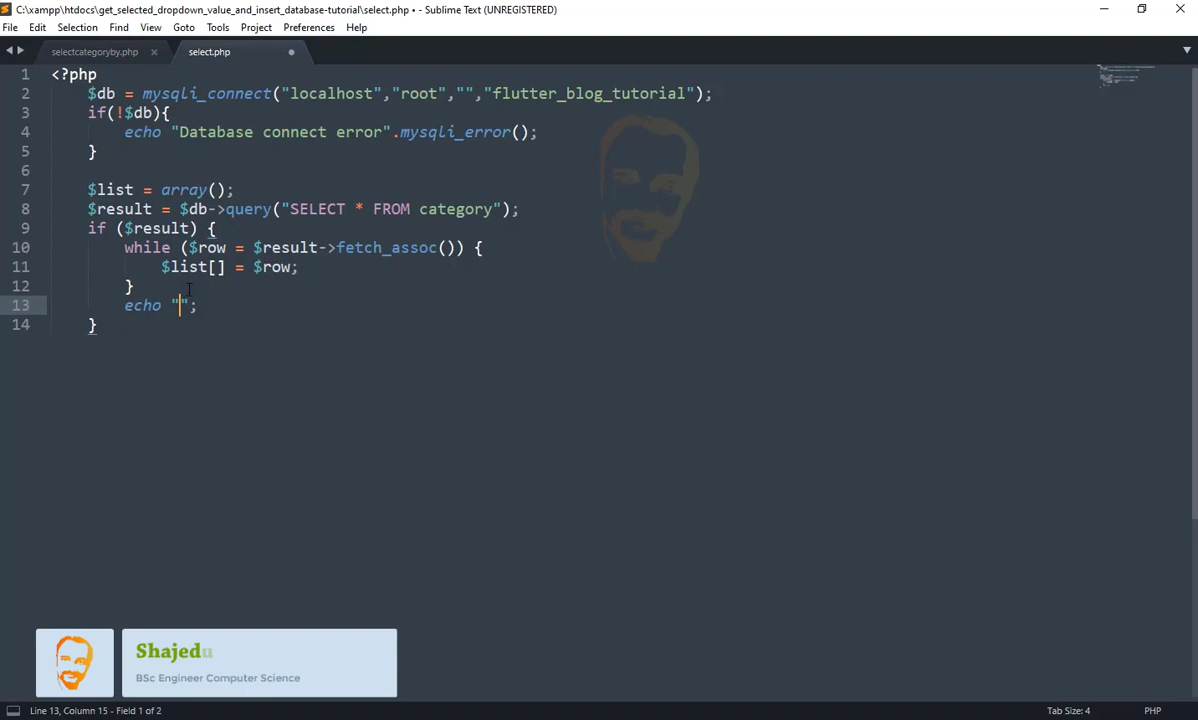 C:\xampp\htdocs\get_selected_dropdown_value_and_insert_database-tutorial\select.php • - Sublime Text (UNREGISTERED)
File Edit Selection Find View Goto Tools Project Preferences Help
selectcategoryby.php select.php
1 <?php
2 $db = mysqli_connect("localhost","root","","flutter_blog_tutorial");
3 if(!$db){
4 echo "Database connect error".mysqli_error();
5 }
6
7 $list = array();
8 $result = $db->query("SELECT * FROM category");
9 if ($result) {
10 while ($row = $result->fetch_assoc()) {
11 $list[] = $row;
12 }
13 echo "";
14 }
Shajedu
BSc Engineer Computer Science
Line 13, Column 15 - Field 1 of 2 Tab Size: 4 PHP